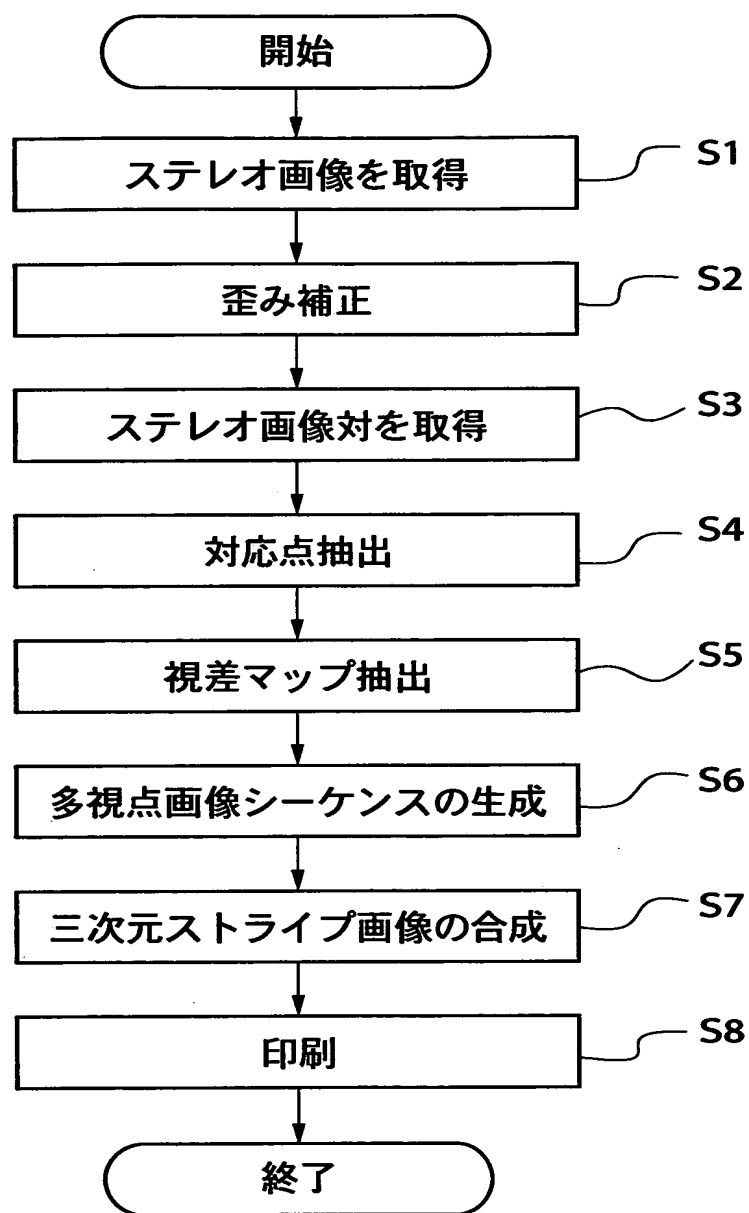 開始
ステレオ画像を取得
S1
歪み補正
S2
ステレオ画像対を取得
S3
対応点抽出
S4
視差マップ抽出
S5
多視点画像シーケンスの生成
S6
三次元ストライプ画像の合成
S7
印刷
S8
終了